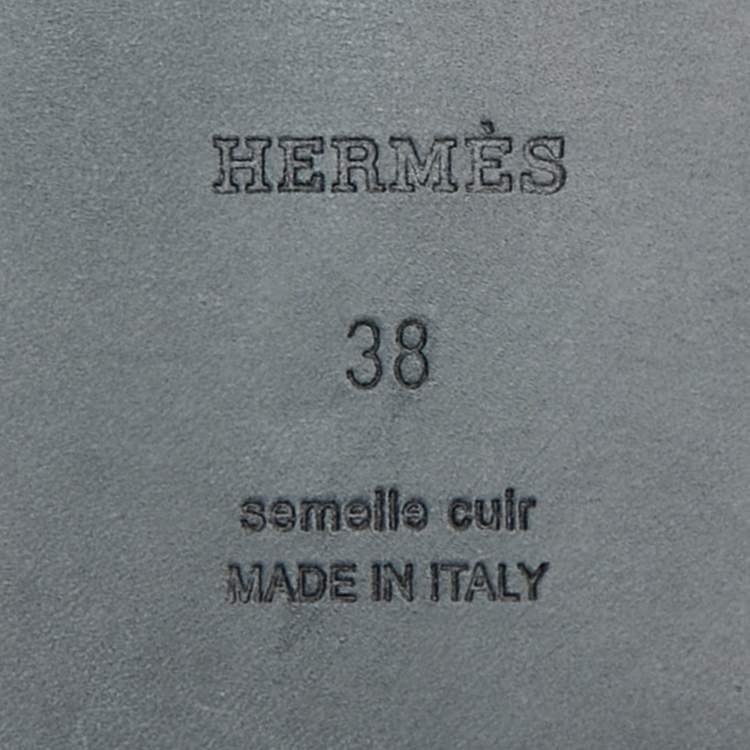 HERMÈS
38
semelle cuir
MADE IN ITALY